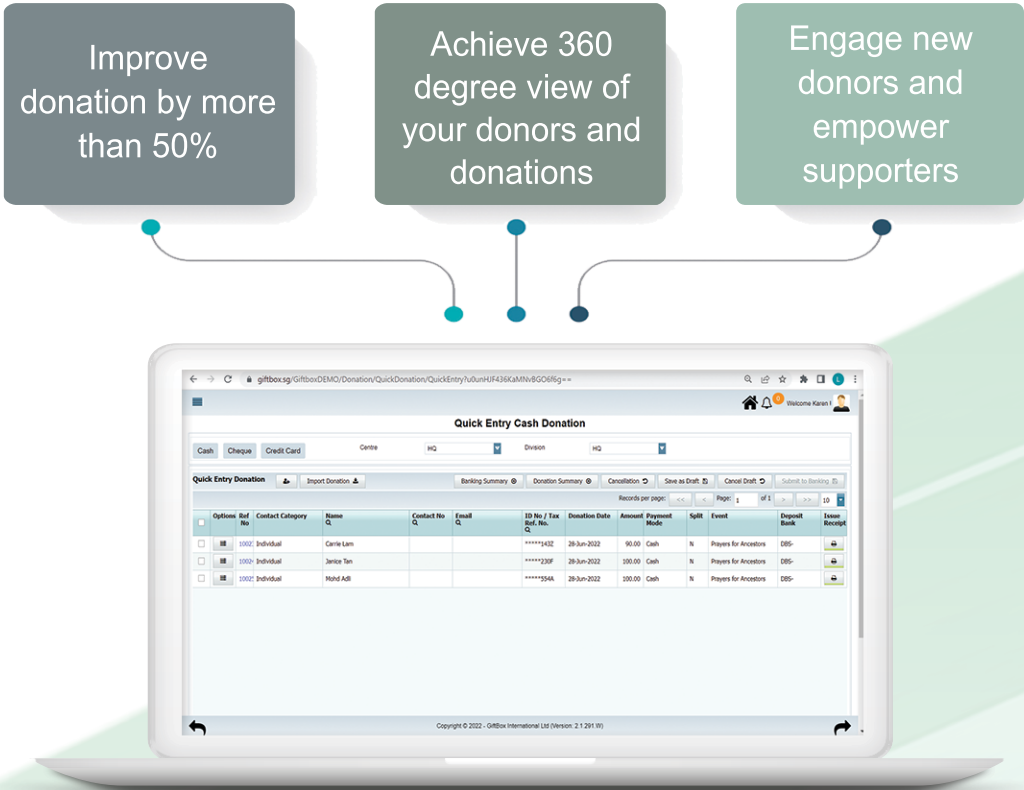 Improve
donation by more
than 50%
Achieve 360
degree view of
your donors and
donations
Engage new
donors and
empower
supporters
giftbox.sg/GiftboxDEMO/Donation/QuickDonation/QuickEntry?u0unHJF436KaMNvBGO6f6g==
L
6
Welcome Karen
Quick Entry Cash Donation
Cash Cheque Credit Card Centre HQ Division HQ
Quick Entry Donation Import Donation Banking Summary Donation Summary Cancellation Save as Draft Cancel Draft Submit to Banking
Records per page: << < Page: 1 of 1 > >> 10
Options Ref No Contact Category Name Contact No Email ID No / Tax Ref. No. Donation Date Amount Payment Mode Split Event Deposit Bank Issue Receipt
Individual Carrie Lam *****143Z 28-Jun-2022 90.00 Cash N Prayers for Ancestors DBS-
Individual Janice Tan *****230F 28-Jun-2022 100.00 Cash N Prayers for Ancestors DBS-
Individual Mohd Adli *****554A 28-Jun-2022 100.00 Cash N Prayers for Ancestors DBS-
Copyright © 2022 - GiftBox International Ltd (Version: 2.1.291.W)